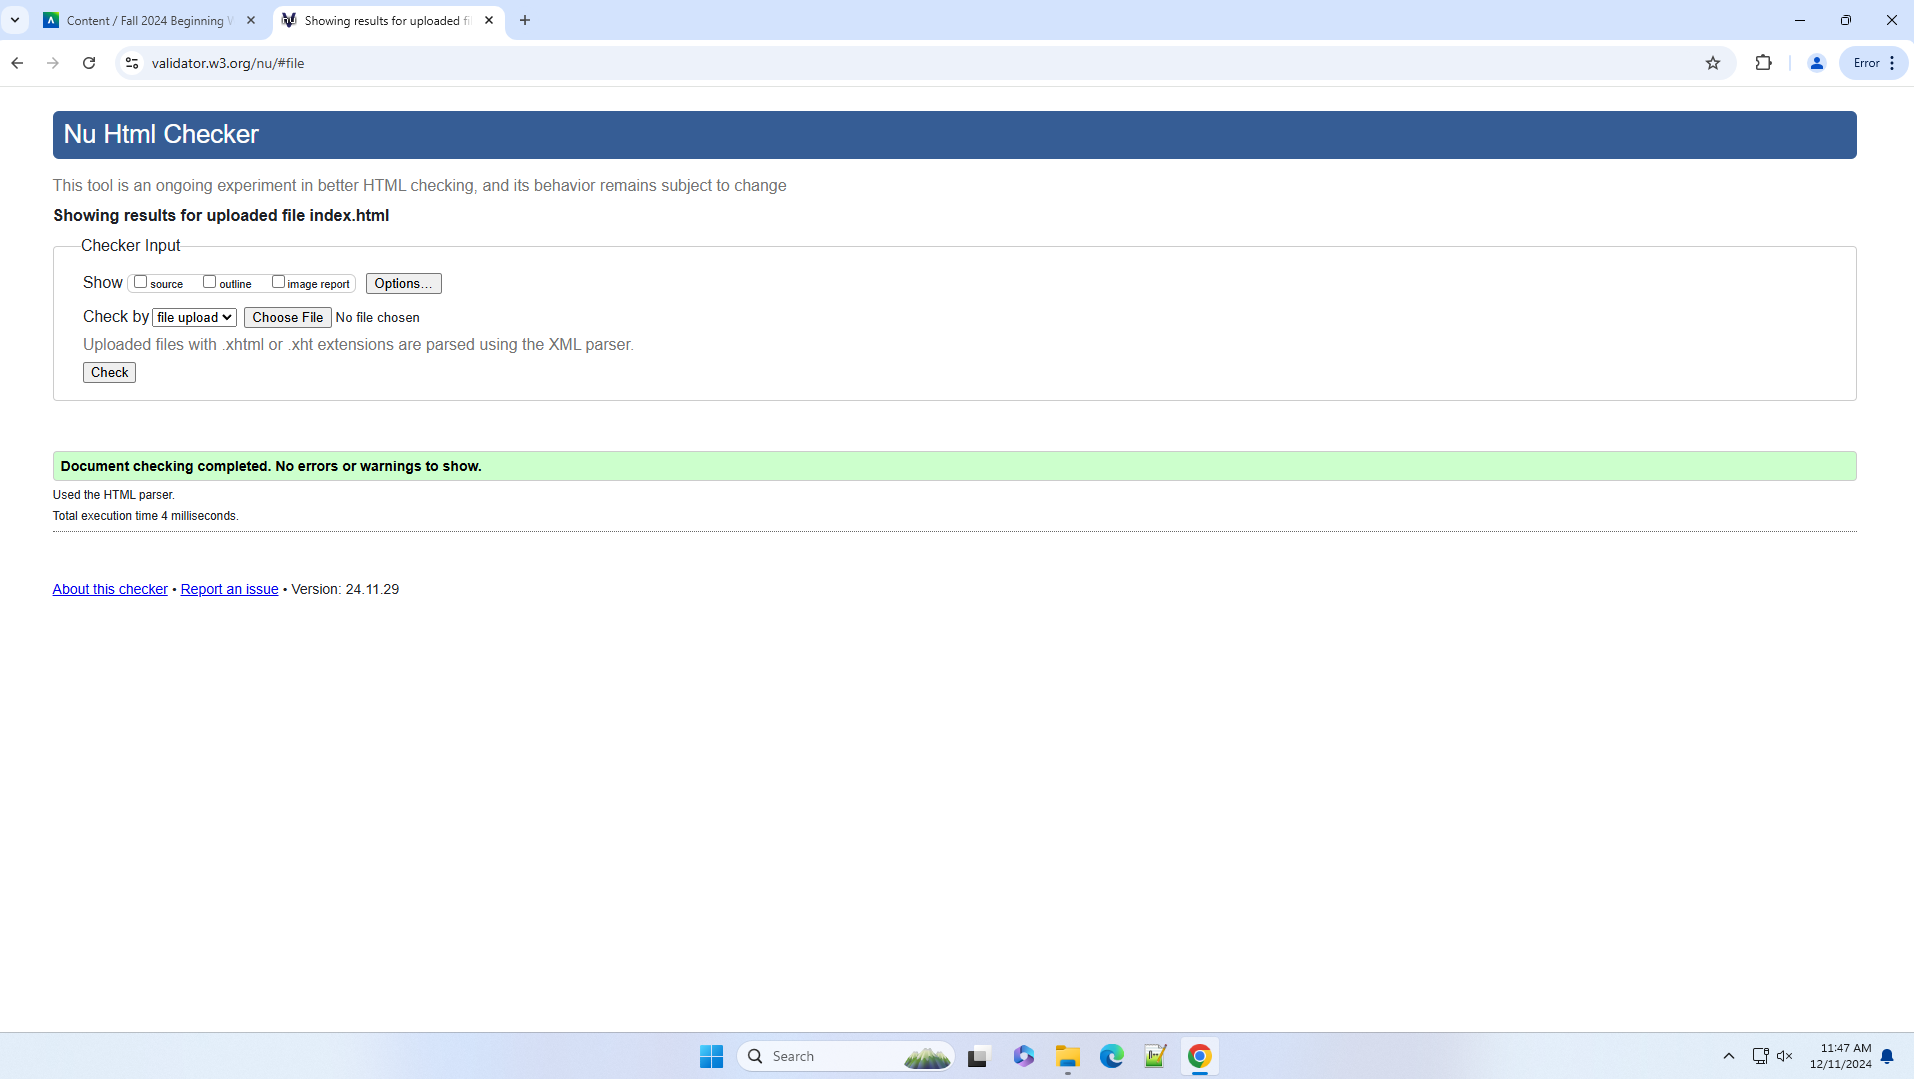 Content / Fall 2024 Beginning W
Showing results for uploaded fi
validator.w3.org/nu/#file
Error
Nu Html Checker
This tool is an ongoing experiment in better HTML checking, and its behavior remains subject to change
Showing results for uploaded file index.html
Checker Input
Show source outline image report Options...
Check by file upload Choose File No file chosen
Uploaded files with .xhtml or .xht extensions are parsed using the XML parser.
Check
Document checking completed. No errors or warnings to show.
Used the HTML parser.
Total execution time 4 milliseconds.
About this checker • Report an issue • Version: 24.11.29
Search
11:47 AM
12/11/2024